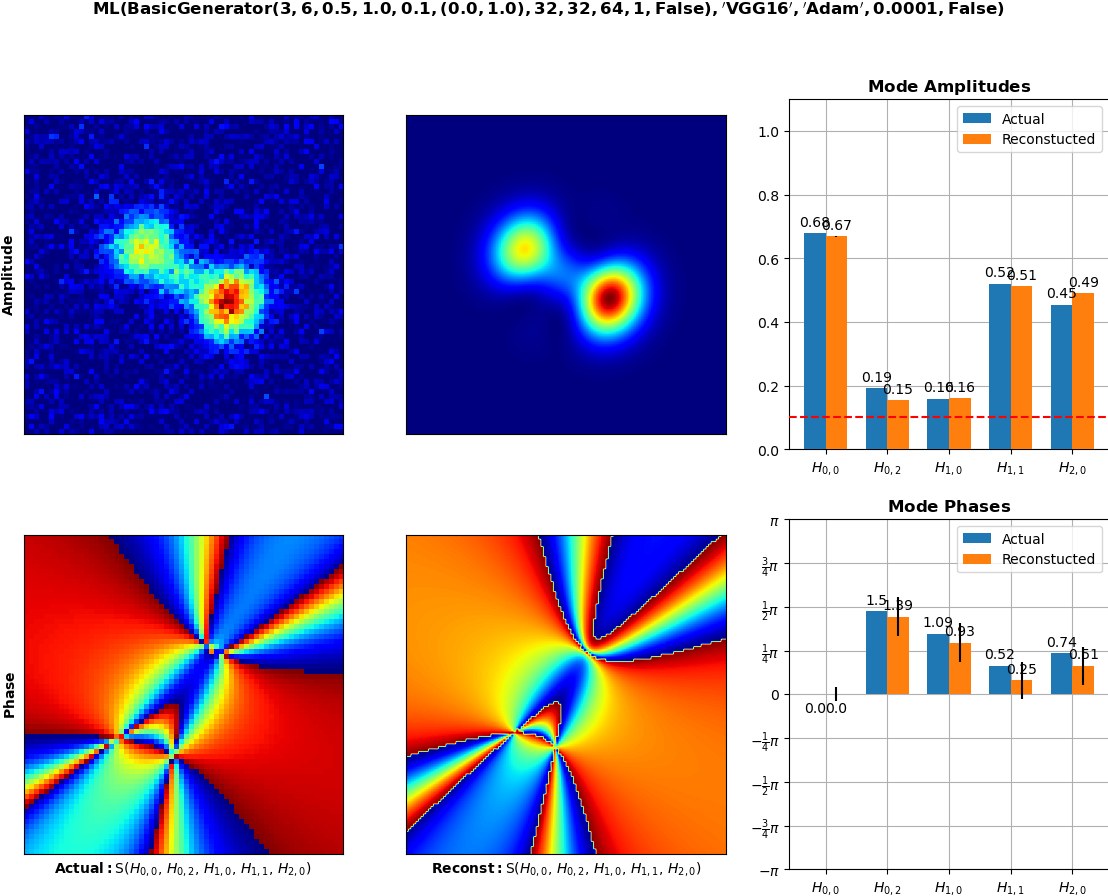 ML(BasicGenerator(3, 6, 0.5, 1.0, 0.1, (0.0, 1.0), 32, 32, 64, 1, False), 'VGG16', 'Adam', 0.0001, False)
Amplitude
Mode Amplitudes
Actual
Reconstucted
1.0
0.8
0.6
0.4
0.2
0.0
0.68 0.67
0.19 0.15
0.16 0.16
0.52 0.51
0.45 0.49
H0,0 H0,2 H1,0 H1,1 H2,0
Phase
Actual: S(H0,0, H0,2, H1,0, H1,1, H2,0)
Reconst: S(H0,0, H0,2, H1,0, H1,1, H2,0)
Mode Phases
Actual
Reconstucted
π
3/4π
1/2π
1/4π
0
−1/4π
−1/2π
−3/4π
−π
0.0 0.0
1.5 1.39
1.09 0.93
0.52 0.25
0.74 0.51
H0,0 H0,2 H1,0 H1,1 H2,0